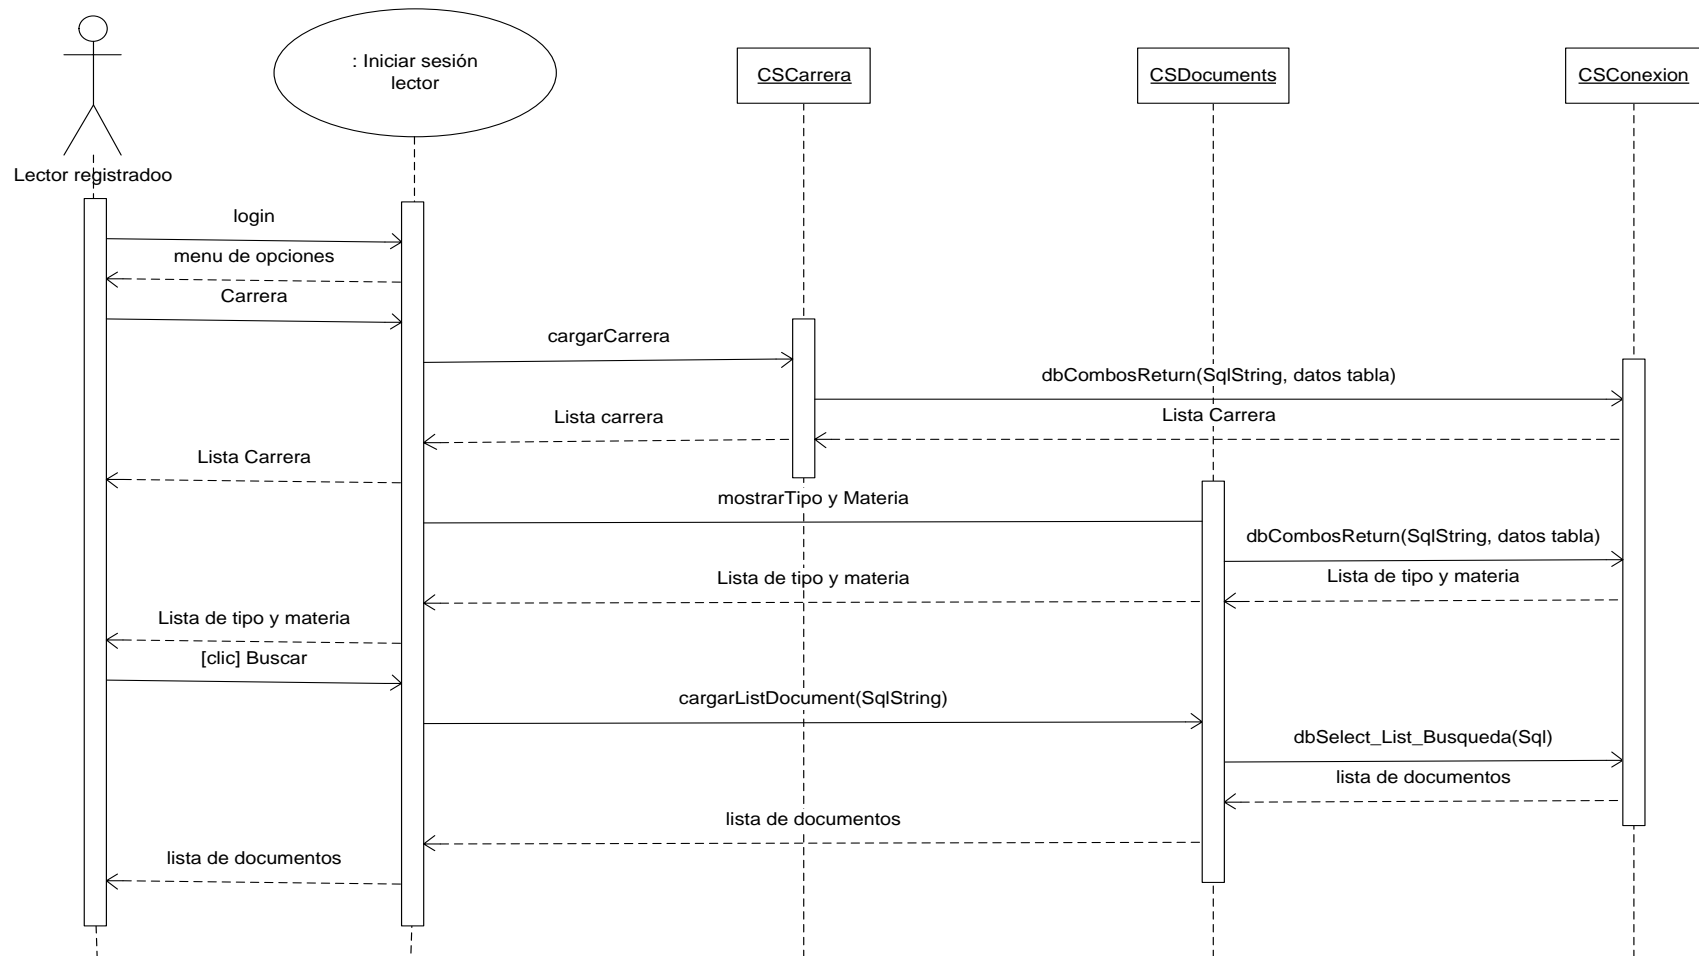 : Iniciar sesión
lector
CSCarrera
CSDocuments
CSConexion
Lector registradoo
login
menu de opciones
Carrera
cargarCarrera
dbCombosReturn(SqlString, datos tabla)
Lista carrera
Lista Carrera
Lista Carrera
mostrarTipo y Materia
dbCombosReturn(SqlString, datos tabla)
Lista de tipo y materia
Lista de tipo y materia
Lista de tipo y materia
[clic] Buscar
cargarListDocument(SqlString)
dbSelect_List_Busqueda(Sql)
lista de documentos
lista de documentos
lista de documentos